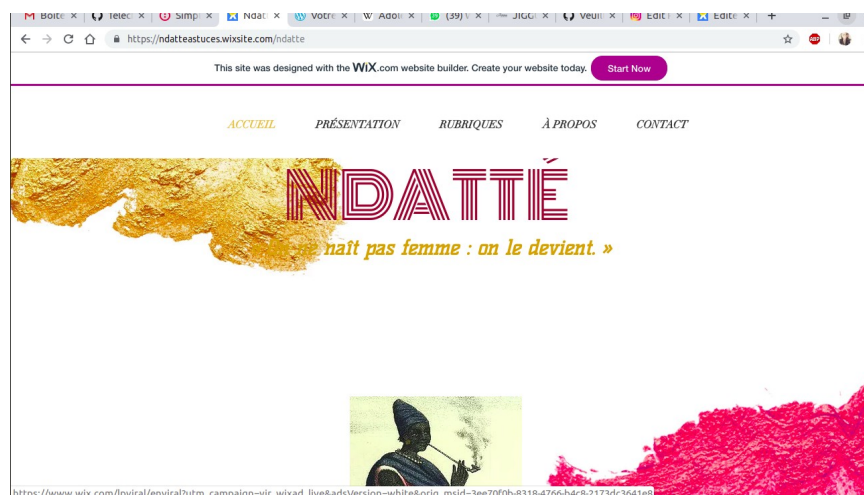 M Boîte × Telec × Simp × Ndat × Votre × W Adol × (39) × JIGG × Veuil × Edit × Edite × +
https://ndatteastuces.wixsite.com/ndatte
This site was designed with the WiX.com website builder. Create your website today. Start Now
ACCUEIL PRÉSENTATION RUBRIQUES À PROPOS CONTACT
NDATTÉ
naît pas femme : on le devient. »
https://www.wix.com/lpviral/enviral?utm_campaign=vir_wixad_live&adsVersion=white&orig_msid=3ee70f0b-8318-4766-b4c8-2173dc3641e8